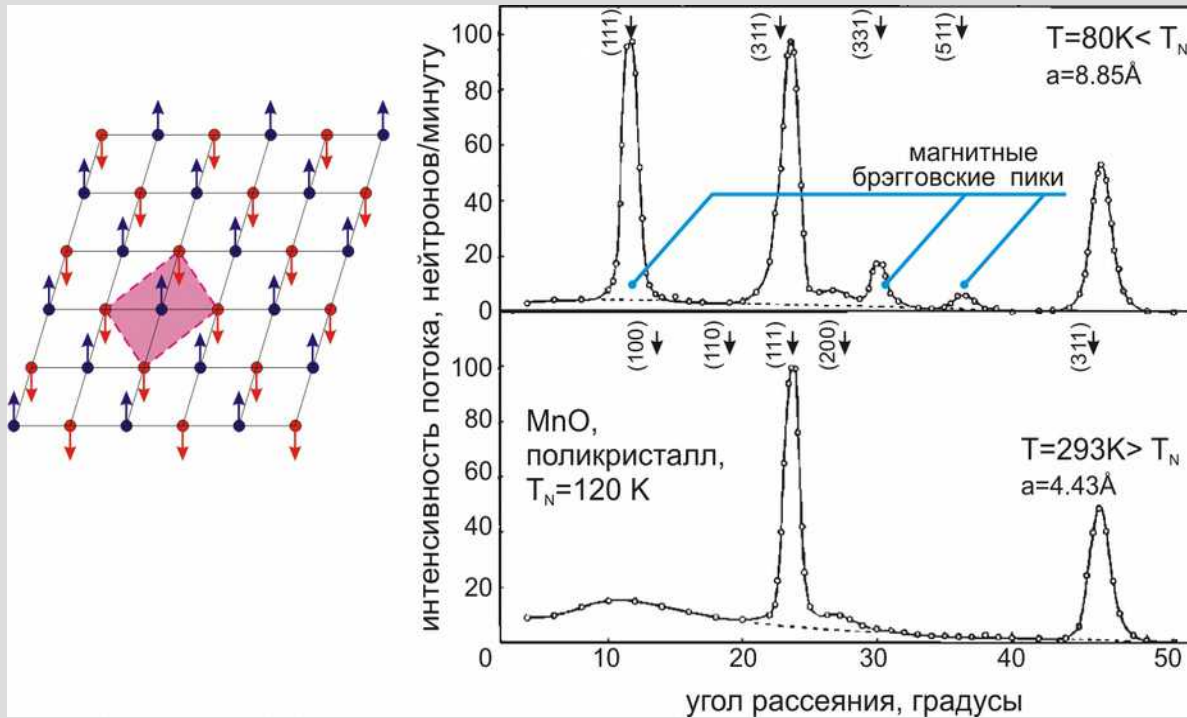 интенсивность потока, нейтронов/минуту
100
80
60
40
20
0
(111)
(311)
(331)
(511)
T=80K< T_N
a=8.85Å
магнитные
брэгговские пики
100
80
60
40
20
0
(100)
(110)
(111)
(200)
(311)
MnO,
поликристалл,
T_N=120 K
T=293K> T_N
a=4.43Å
10 20 30 40 50
угол рассеяния, градусы